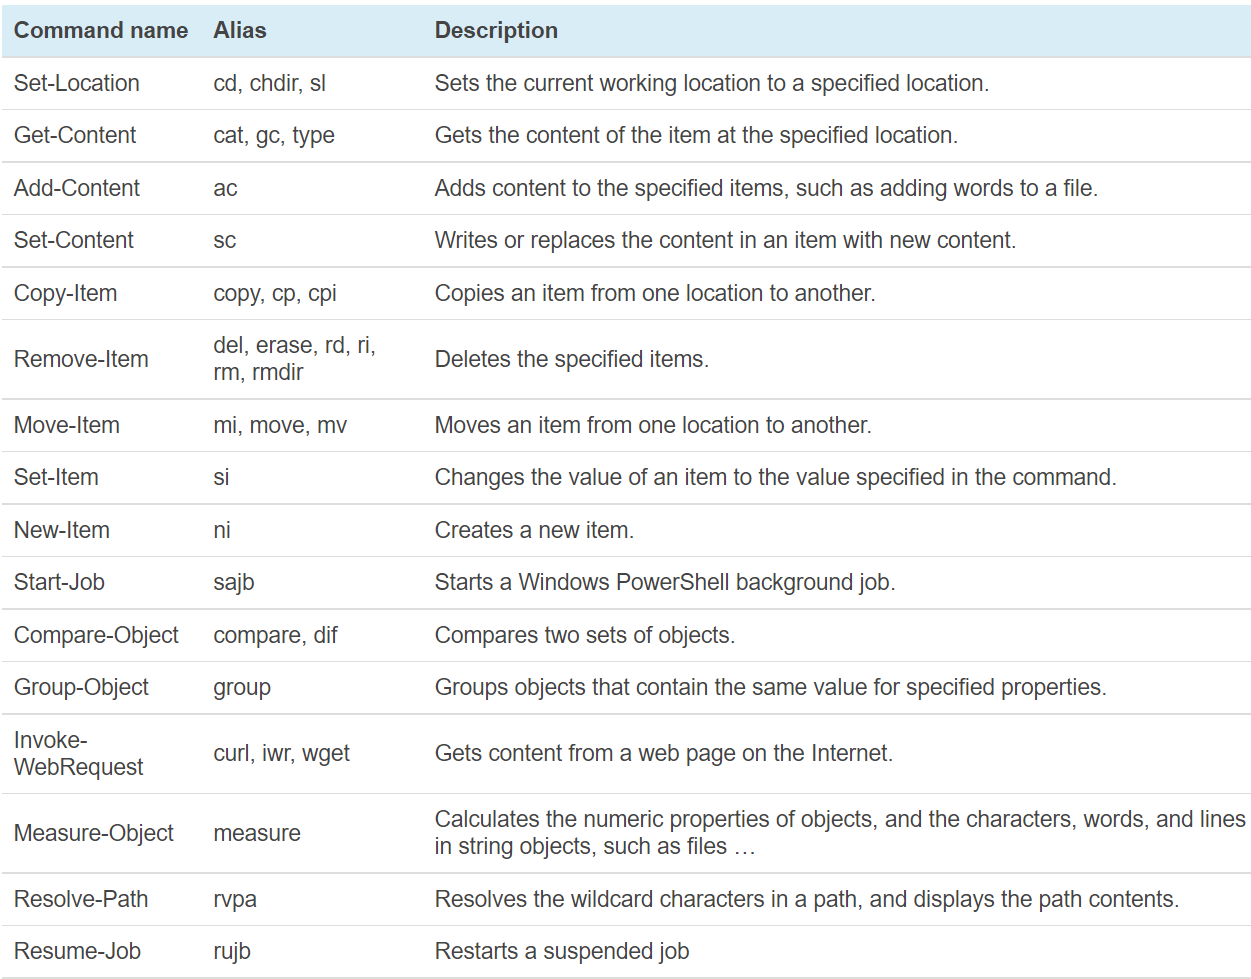 Command name Alias Description
Set-Location cd, chdir, sl Sets the current working location to a specified location.
Get-Content cat, gc, type Gets the content of the item at the specified location.
Add-Content ac Adds content to the specified items, such as adding words to a file.
Set-Content sc Writes or replaces the content in an item with new content.
Copy-Item copy, cp, cpi Copies an item from one location to another.
Remove-Item del, erase, rd, ri, rm, rmdir Deletes the specified items.
Move-Item mi, move, mv Moves an item from one location to another.
Set-Item si Changes the value of an item to the value specified in the command.
New-Item ni Creates a new item.
Start-Job sajb Starts a Windows PowerShell background job.
Compare-Object compare, dif Compares two sets of objects.
Group-Object group Groups objects that contain the same value for specified properties.
Invoke-
WebRequest curl, iwr, wget Gets content from a web page on the Internet.
Measure-Object measure Calculates the numeric properties of objects, and the characters, words, and lines
in string objects, such as files …
Resolve-Path rvpa Resolves the wildcard characters in a path, and displays the path contents.
Resume-Job rujb Restarts a suspended job